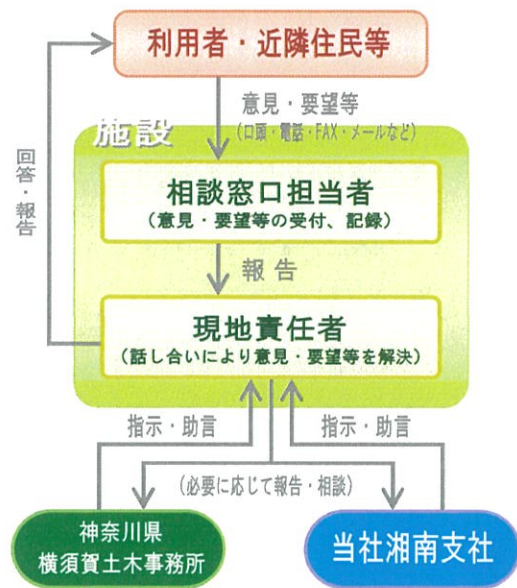 利用者・近隣住民等
意見・要望等
(口頭・電話・FAX・メールなど)
施設
回答・報告
相談窓口担当者
(意見・要望等の受付、記録)
報告
現地責任者
(話し合いにより意見・要望等を解決)
指示・助言
指示・助言
(必要に応じて報告・相談)
神奈川県
横須賀土木事務所
当社湘南支社